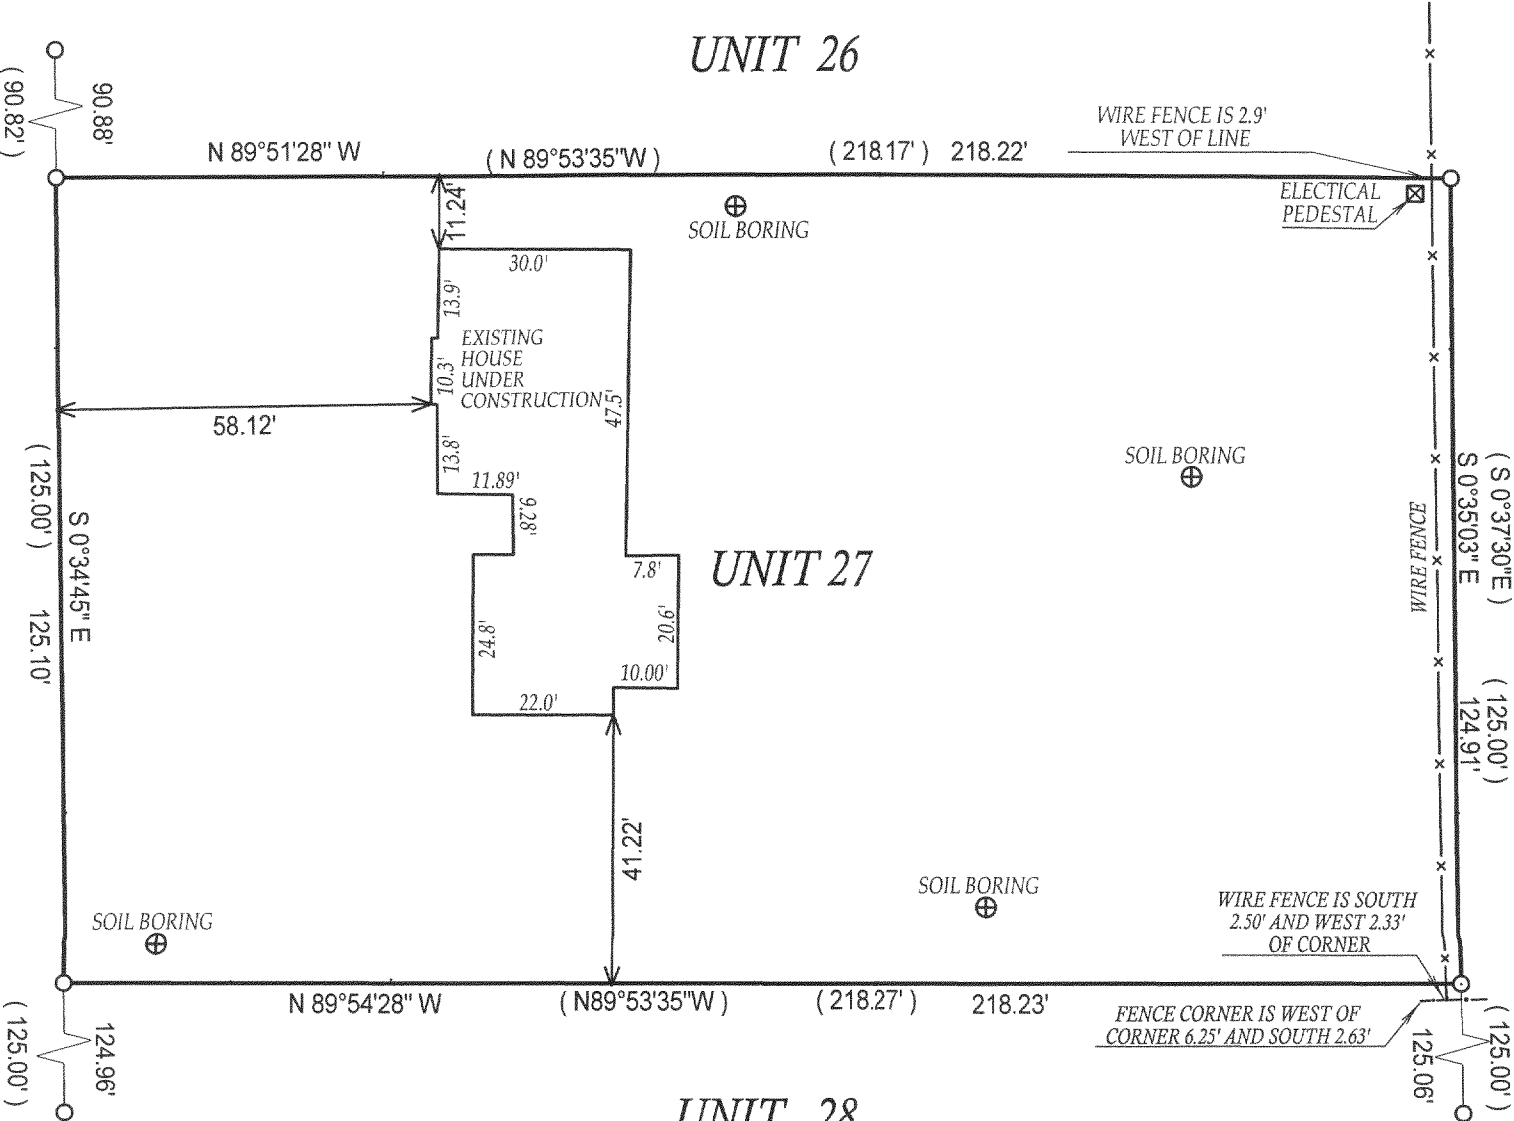 UNIT 26
90.88'
( 90.82' )
N 89°51'28" W
( N 89°53'35"W )
( 218.17' ) 218.22'
WIRE FENCE IS 2.9'
WEST OF LINE
ELECTICAL
PEDESTAL
11.24'
SOIL BORING
30.0'
13.9'
EXISTING
HOUSE
UNDER
CONSTRUCTION
10.3'
47.5'
58.12'
13.8'
11.89'
9.28'
SOIL BORING
( 125.00' )
S 0°34'45" E
125.10'
UNIT 27
7.8'
20.6'
24.8'
10.00'
22.0'
WIRE FENCE
( S 0°37'30"E )
S 0°35'03" E
( 125.00' )
124.91'
41.22'
SOIL BORING
SOIL BORING
WIRE FENCE IS SOUTH
2.50' AND WEST 2.33'
OF CORNER
N 89°54'28" W
( N89°53'35"W )
( 218.27' )
218.23'
FENCE CORNER IS WEST OF
CORNER 6.25' AND SOUTH 2.63'
124.96'
( 125.00' )
( 125.00' )
125.06'
UNIT 28